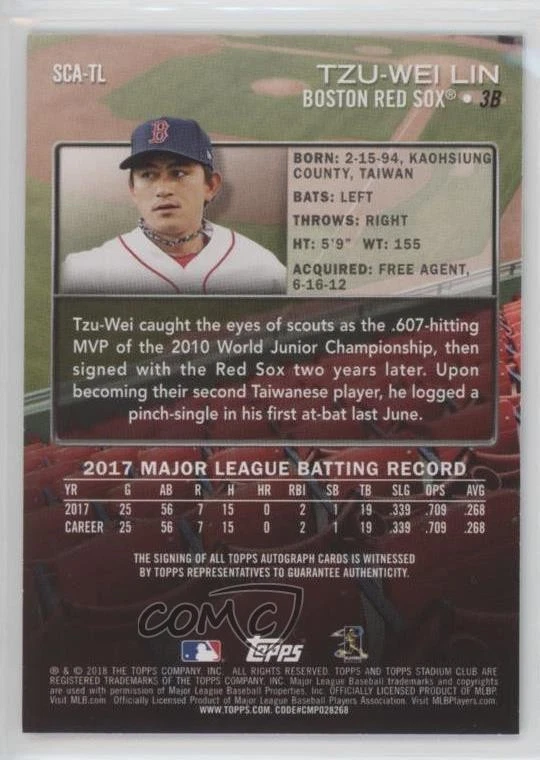 SCA-TL
TZU-WEI LIN
BOSTON RED SOX® • 3B
B
BORN: 2-15-94, KAOHSIUNG
COUNTY, TAIWAN
BATS: LEFT
THROWS: RIGHT
HT: 5'9" WT: 155
ACQUIRED: FREE AGENT,
6-16-12
Tzu-Wei caught the eyes of scouts as the .607-hitting
MVP of the 2010 World Junior Championship, then
signed with the Red Sox two years later. Upon
becoming their second Taiwanese player, he logged a
pinch-single in his first at-bat last June.
2017 MAJOR LEAGUE BATTING RECORD
YR G AB R H HR RBI SB TB SLG OPS AVG
2017 25 56 7 15 0 2 1 19 .339 .709 .268
CAREER 25 56 7 15 0 2 1 19 .339 .709 .268
THE SIGNING OF ALL TOPPS AUTOGRAPH CARDS IS WITNESSED
BY TOPPS REPRESENTATIVES TO GUARANTEE AUTHENTICITY.
COMC
Topps
® & © 2018 THE TOPPS COMPANY, INC. ALL RIGHTS RESERVED. TOPPS AND TOPPS STADIUM CLUB ARE
REGISTERED TRADEMARKS OF THE TOPPS COMPANY, INC. Major League Baseball trademarks and copyrights
are used with permission of Major League Baseball Properties, Inc. OFFICIALLY LICENSED PRODUCT OF MLBP.
Visit MLB.com Officially Licensed Product of Major League Baseball Players Association. Visit MLBPlayers.com.
WWW.TOPPS.COM. CODE#CMP028268